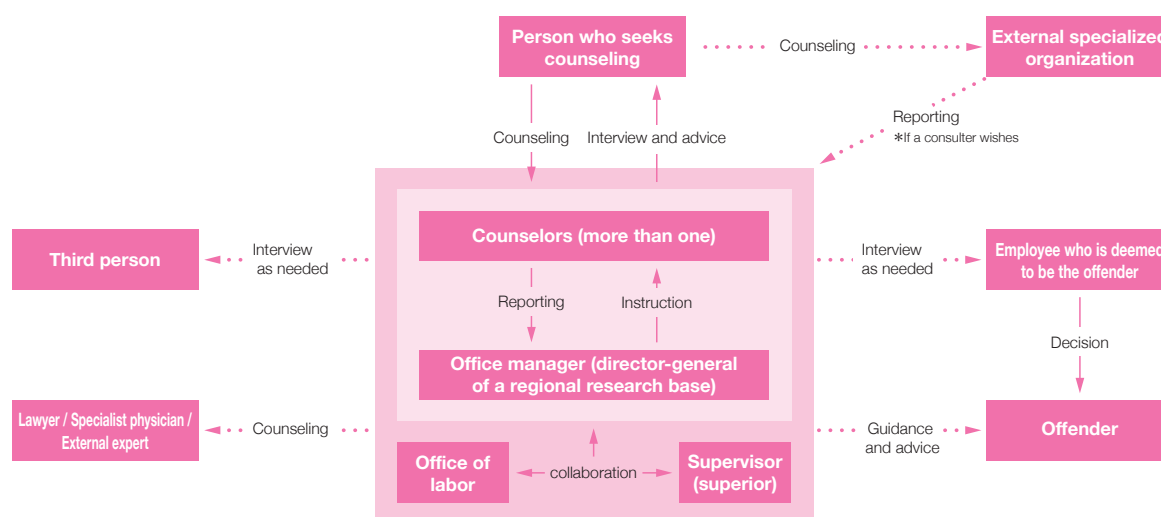 Person who seeks
counseling
Counseling
External specialized
organization
Reporting
*If a consulter wishes
Counseling
Interview and advice
Counselors (more than one)
Third person
Interview
as needed
Interview
as needed
Employee who is deemed
to be the offender
Reporting
Instruction
Decision
Office manager (director-general
of a regional research base)
Lawyer / Specialist physician /
External expert
Counseling
Guidance
and advice
Offender
Office of
labor
collaboration
Supervisor
(superior)